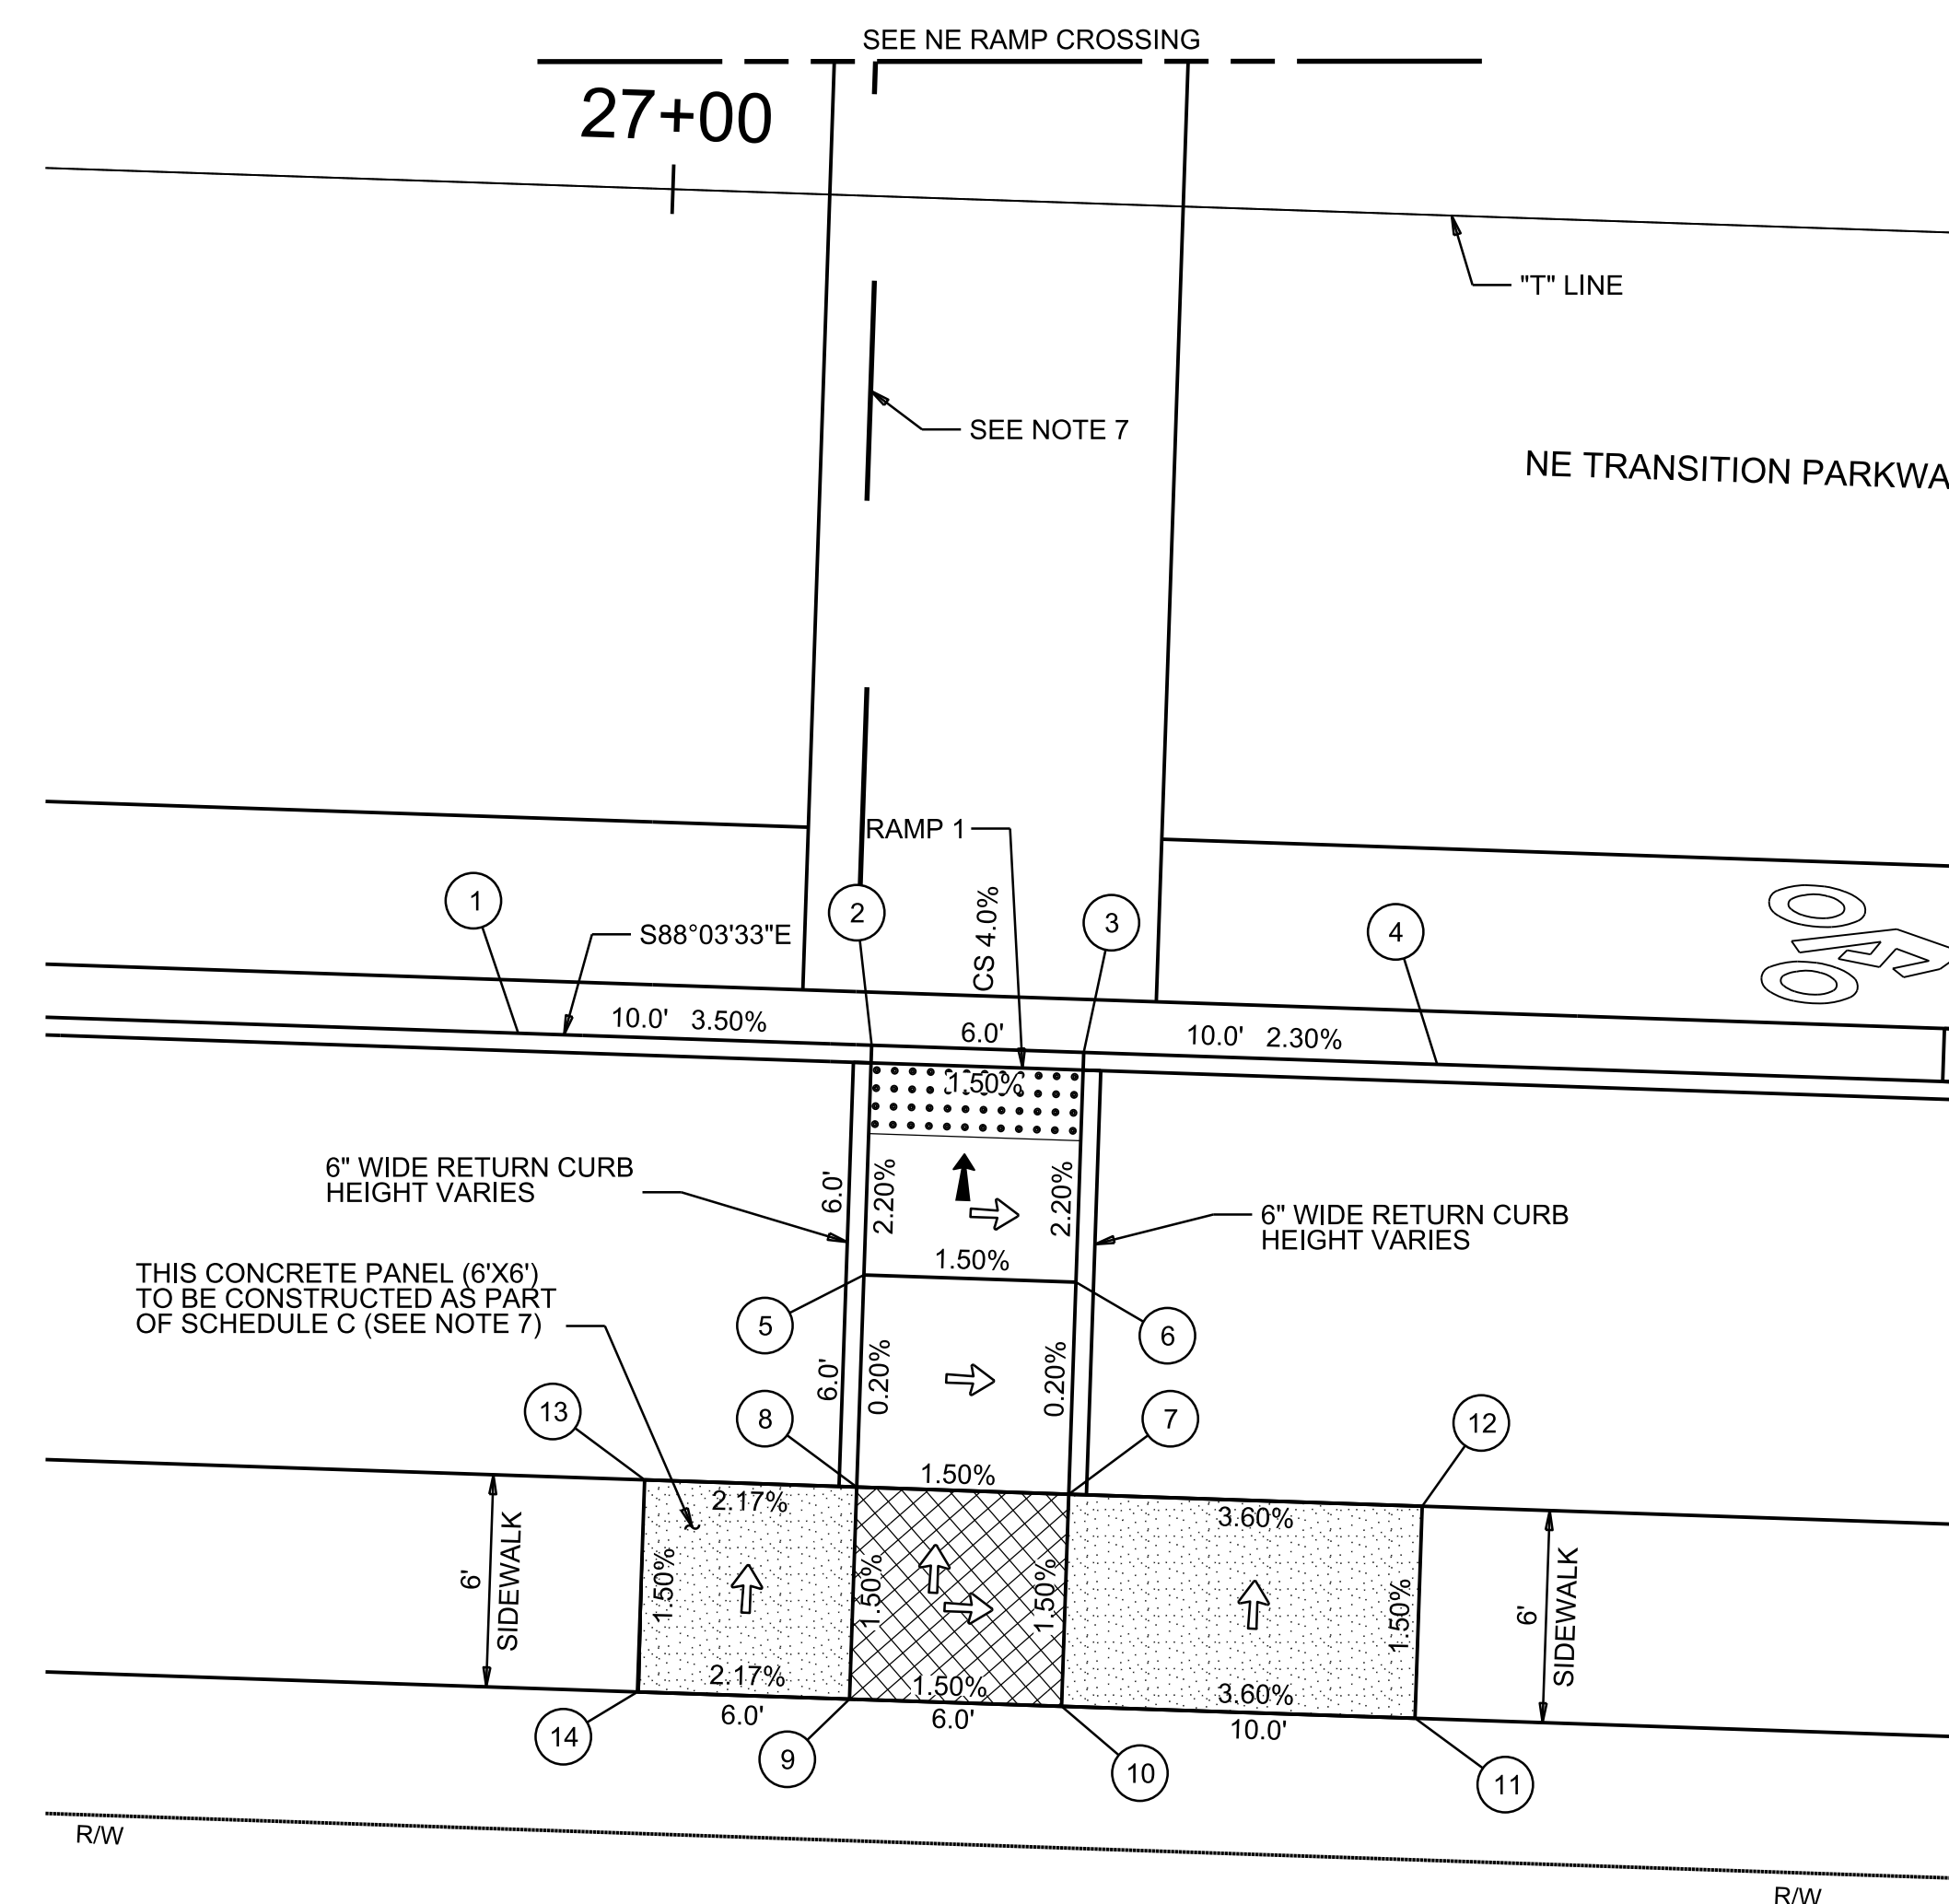 SEE NE RAMP CROSSING
27+00
"T" LINE
SEE NOTE 7
NE TRANSITION PARKWA
RAMP 1
CS 4.0%
1
2
3
4
S88°03'33"E
10.0' 3.50%
6.0'
10.0' 2.30%
1.50%
6" WIDE RETURN CURB
HEIGHT VARIES
6.0'
2.20%
2.20%
6" WIDE RETURN CURB
HEIGHT VARIES
1.50%
THIS CONCRETE PANEL (6'X6')
TO BE CONSTRUCTED AS PART
OF SCHEDULE C (SEE NOTE 7)
5
6
6.0'
0.20%
0.20%
13
8
7
12
1.50%
2.17%
3.60%
6'
SIDEWALK
1.50%
1.50%
1.50%
1.50%
6'
SIDEWALK
2.17%
1.50%
3.60%
6.0'
6.0'
10.0'
14
9
10
11
R/W
R/W